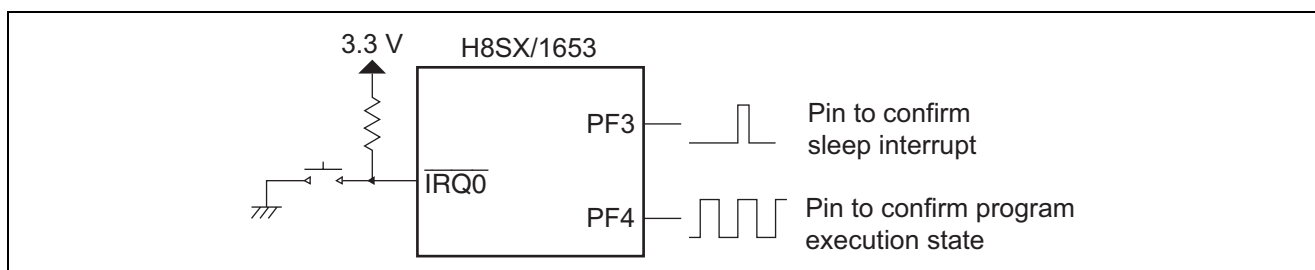 3.3 V
H8SX/1653
PF3
Pin to confirm
sleep interrupt
IRQ0
PF4
Pin to confirm program
execution state